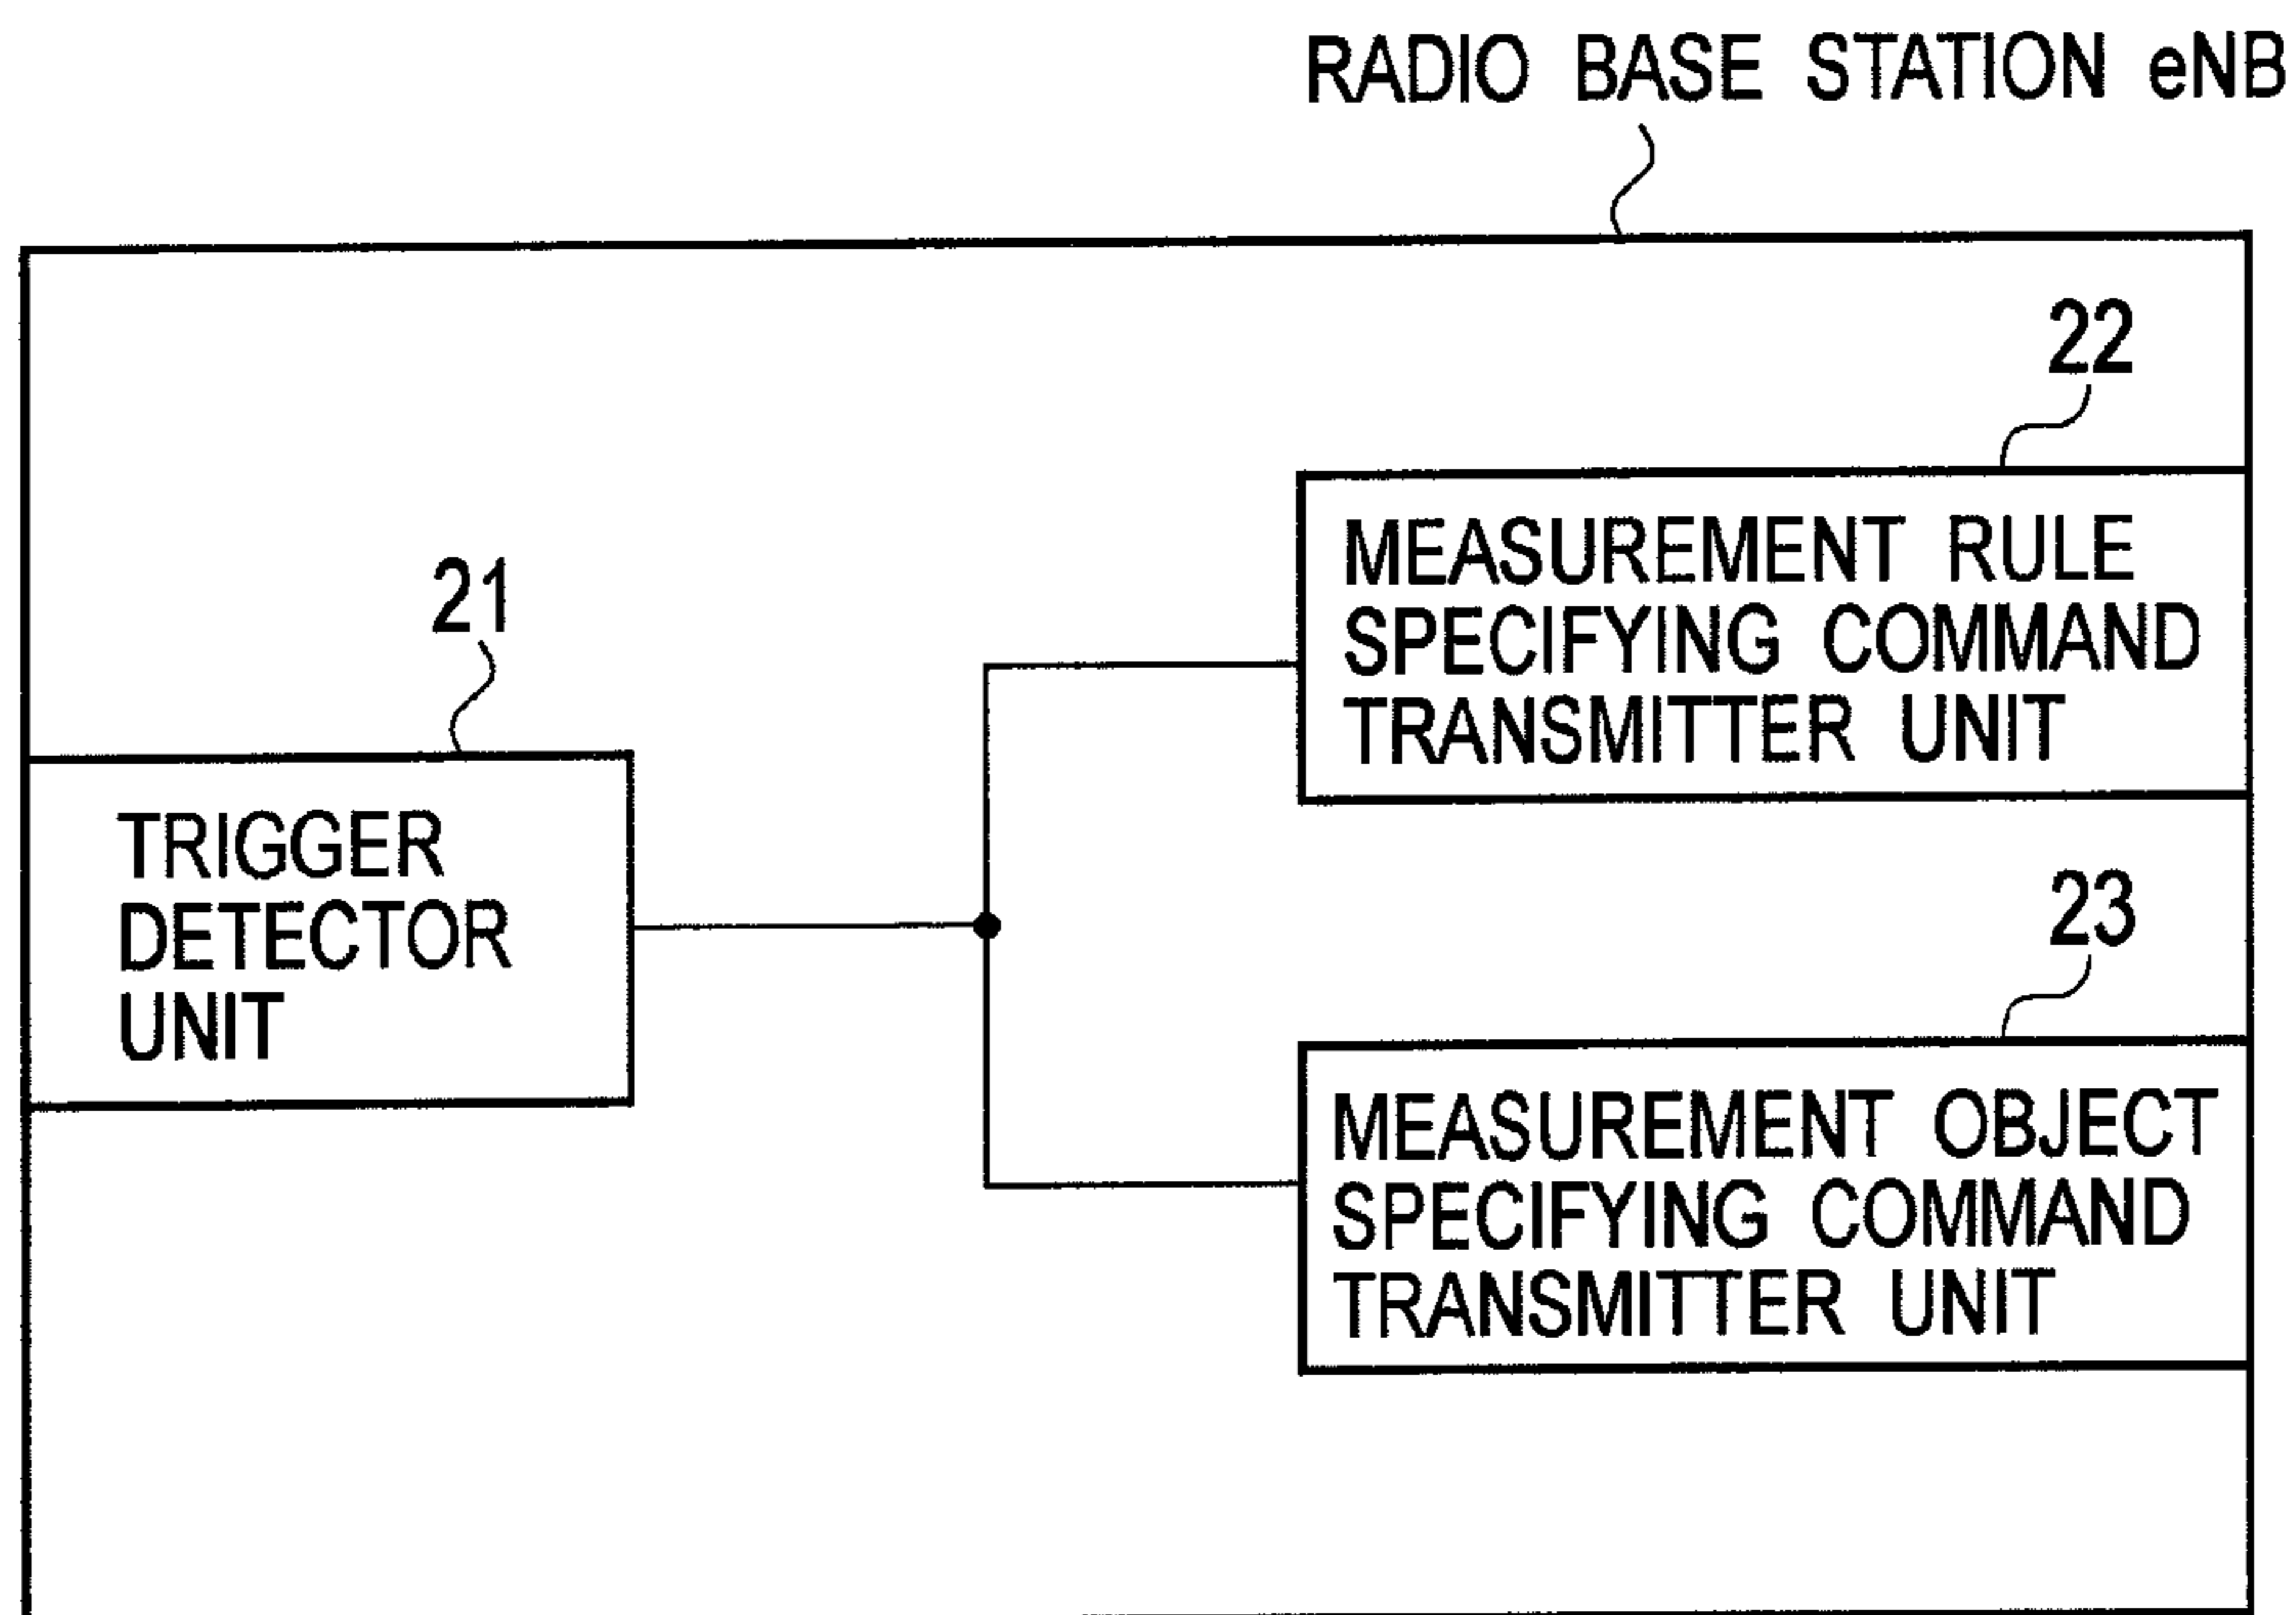 RADIO BASE STATION eNB
22
MEASUREMENT RULE
SPECIFYING COMMAND
TRANSMITTER UNIT
21
TRIGGER
DETECTOR
UNIT
23
MEASUREMENT OBJECT
SPECIFYING COMMAND
TRANSMITTER UNIT